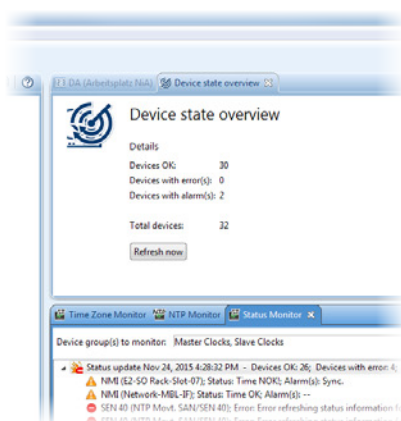 DA (Arbeitsplatz NiA) Device state overview
Device state overview
Details
Devices OK: 30
Devices with error(s): 0
Devices with alarm(s): 2
Total devices: 32
Refresh now
Time Zone Monitor NTP Monitor Status Monitor
Device group(s) to monitor: Master Clocks, Slave Clocks
Status update Nov 24, 2015 4:28:32 PM - Devices OK: 26; Devices with error: 4;
NMI (E2-SO Rack-Slot-07); Status: Time NOK!; Alarm(s): Sync.
NMI (Network-MBL-IF); Status: Time OK; Alarm(s): --
SEN 40 (NTP Movt. SAN/SEN 40); Error: Error refreshing status information